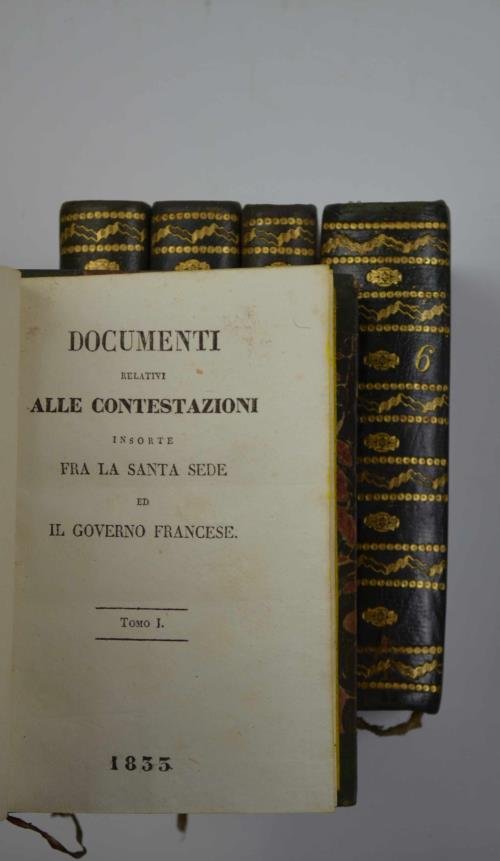 DOCUMENTI
RELATIVI
ALLE CONTESTAZIONI
INSORTE
FRA LA SANTA SEDE
ED
IL GOVERNO FRANCESE.
TOMO I.
1833
6